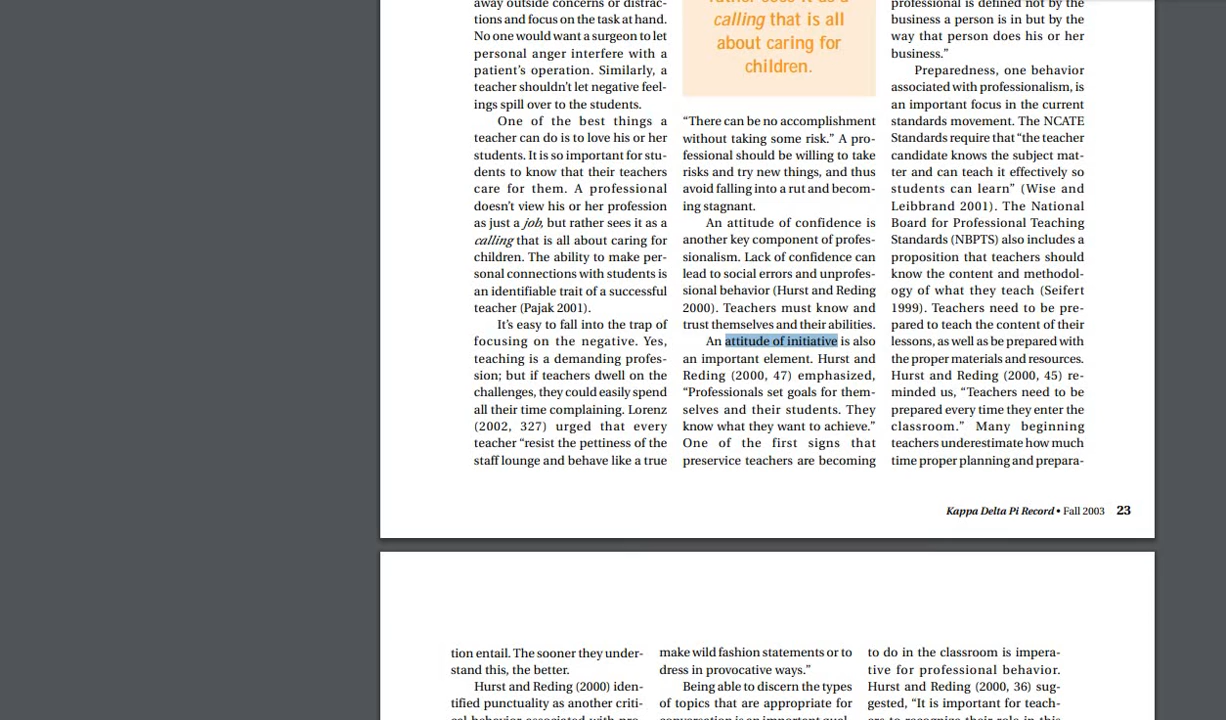 away outside concerns or distrac-
tions and focus on the task at hand.
No one would want a surgeon to let
personal anger interfere with a
patient's operation. Similarly, a
teacher shouldn't let negative feel-
ings spill over to the students.
One of the best things a
teacher can do is to love his or her
students. It is so important for stu-
dents to know that their teachers
care for them. A professional
doesn't view his or her profession
as just a job, but rather sees it as a
calling that is all about caring for
children. The ability to make per-
sonal connections with students is
an identifiable trait of a successful
teacher (Pajak 2001).
It's easy to fall into the trap of
focusing on the negative. Yes,
teaching is a demanding profes-
sion; but if teachers dwell on the
challenges, they could easily spend
all their time complaining. Lorenz
(2002, 327) urged that every
teacher "resist the pettiness of the
staff lounge and behave like a true
rather sees it as a
calling that is all
about caring for
children.
"There can be no accomplishment
without taking some risk." A pro-
fessional should be willing to take
risks and try new things, and thus
avoid falling into a rut and becom-
ing stagnant.
An attitude of confidence is
another key component of profes-
sionalism. Lack of confidence can
lead to social errors and unprofes-
sional behavior (Hurst and Reding
2000). Teachers must know and
trust themselves and their abilities.
An attitude of initiative is also
an important element. Hurst and
Reding (2000, 47) emphasized,
"Professionals set goals for them-
selves and their students. They
know what they want to achieve."
One of the first signs that
preservice teachers are becoming
professional is defined not by the
business a person is in but by the
way that person does his or her
business."
Preparedness, one behavior
associated with professionalism, is
an important focus in the current
standards movement. The NCATE
Standards require that "the teacher
candidate knows the subject mat-
ter and can teach it effectively so
students can learn" (Wise and
Leibbrand 2001). The National
Board for Professional Teaching
Standards (NBPTS) also includes a
proposition that teachers should
know the content and methodol-
ogy of what they teach (Seifert
1999). Teachers need to be pre-
pared to teach the content of their
lessons, as well as be prepared with
the proper materials and resources.
Hurst and Reding (2000, 45) re-
minded us, "Teachers need to be
prepared every time they enter the
classroom." Many beginning
teachers underestimate how much
time proper planning and prepara-
Kappa Delta Pi Record • Fall 2003 23
tion entail. The sooner they under-
stand this, the better.
Hurst and Reding (2000) iden-
tified punctuality as another criti-
cal behavior associated with pro-
make wild fashion statements or to
dress in provocative ways."
Being able to discern the types
of topics that are appropriate for
conversation is an important qual-
to do in the classroom is impera-
tive for professional behavior.
Hurst and Reding (2000, 36) sug-
gested, "It is important for teach-
ers to recognize their role in this